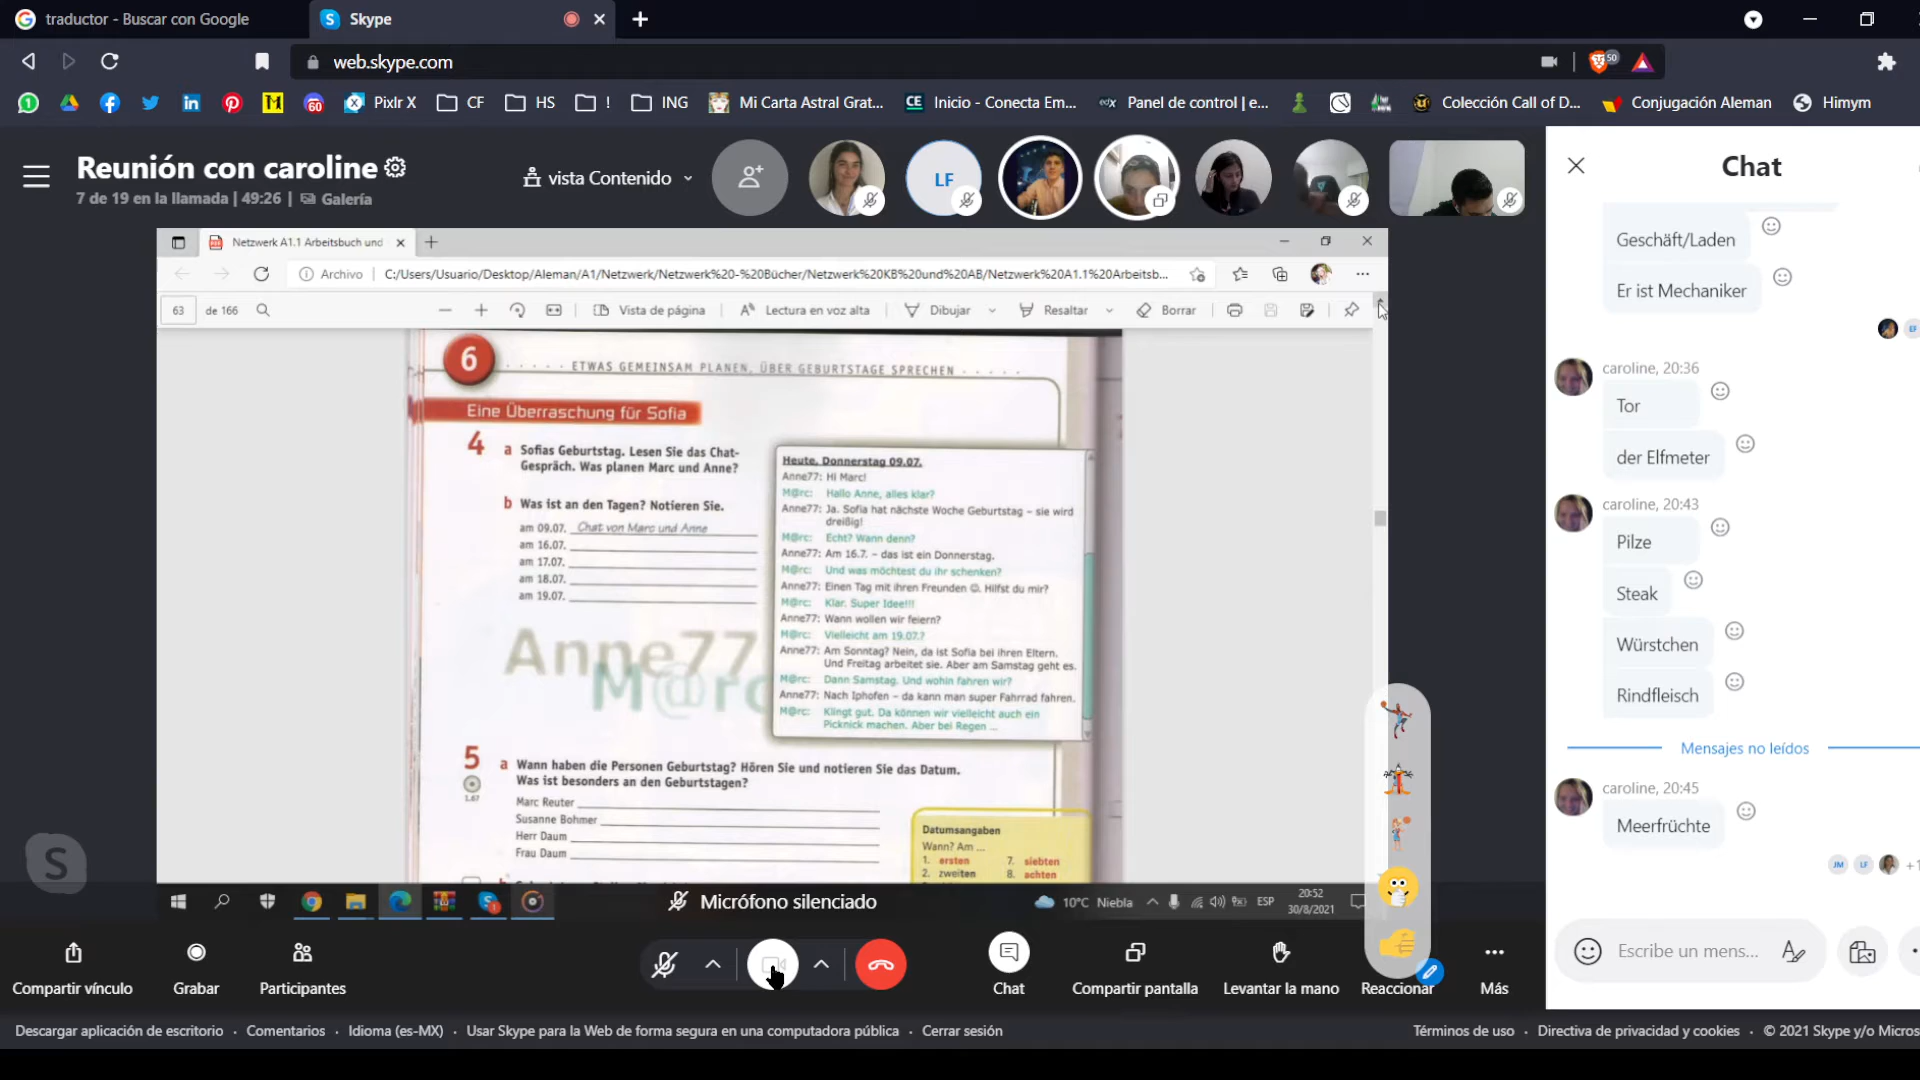 traductor - Buscar con Google
Skype
web.skype.com
50
60
Pixlr X
CF
HS
!
ING
Mi Carta Astral Grat...
Inicio - Conecta Em...
Panel de control | e...
Colección Call of D...
Conjugación Aleman
Himym
Reunión con caroline
7 de 19 en la llamada | 49:26 | Galería
vista Contenido
LF
Netzwerk A1.1 Arbeitsbuch und
Archivo
C:/Users/Usuario/Desktop/Aleman/A1/Netzwerk/Netzwerk%20-%20Bücher/Netzwerk%20KB%20und%20AB/Netzwerk%20A1.1%20Arbeitsb...
63 de 166
Vista de página
Lectura en voz alta
Dibujar
Resaltar
Borrar
6
ETWAS GEMEINSAM PLANEN, ÜBER GEBURTSTAGE SPRECHEN
Eine Überraschung für Sofia
4 a Sofias Geburtstag. Lesen Sie das Chat-
Gespräch. Was planen Marc und Anne?
b Was ist an den Tagen? Notieren Sie.
am 09.07. Chat von Marc und Anne
am 16.07.
am 17.07.
am 18.07.
am 19.07.
Anne77
M@rc
Heute, Donnerstag 09.07.
Anne77: Hi Marc!
M@rc: Hallo Anne, alles klar?
Anne77: Ja. Sofia hat nächste Woche Geburtstag – sie wird
dreißig!
M@rc: Echt? Wann denn?
Anne77: Am 16.7. – das ist ein Donnerstag.
M@rc: Und was möchtest du ihr schenken?
Anne77: Einen Tag mit ihren Freunden ☺. Hilfst du mir?
M@rc: Klar. Super Idee!!!
Anne77: Wann wollen wir feiern?
M@rc: Vielleicht am 19.07.?
Anne77: Am Sonntag? Nein, da ist Sofia bei ihren Eltern.
Und Freitag arbeitet sie. Aber am Samstag geht es.
M@rc: Dann Samstag. Und wohin fahren wir?
Anne77: Nach Iphofen – da kann man super Fahrrad fahren.
M@rc: Klingt gut. Da können wir vielleicht auch ein
Picknick machen. Aber bei Regen ...
5 a Wann haben die Personen Geburtstag? Hören Sie und notieren Sie das Datum.
Was ist besonders an den Geburtstagen?
1.67
Marc Reuter
Susanne Böhmer
Herr Daum
Frau Daum
Datumsangaben
Wann? Am ...
1. ersten 7. siebten
2. zweiten 8. achten
Micrófono silenciado
10°C Niebla
ESP
20:52
30/8/2021
Chat
Geschäft/Laden
Er ist Mechaniker
caroline, 20:36
Tor
der Elfmeter
caroline, 20:43
Pilze
Steak
Würstchen
Rindfleisch
Mensajes no leídos
caroline, 20:45
Meerfrüchte
JM LF +1
Escribe un mens...
Compartir vínculo
Grabar
Participantes
Chat
Compartir pantalla
Levantar la mano
Reaccionar
Más
Descargar aplicación de escritorio · Comentarios · Idioma (es-MX) · Usar Skype para la Web de forma segura en una computadora pública · Cerrar sesión
Términos de uso · Directiva de privacidad y cookies · © 2021 Skype y/o Micros